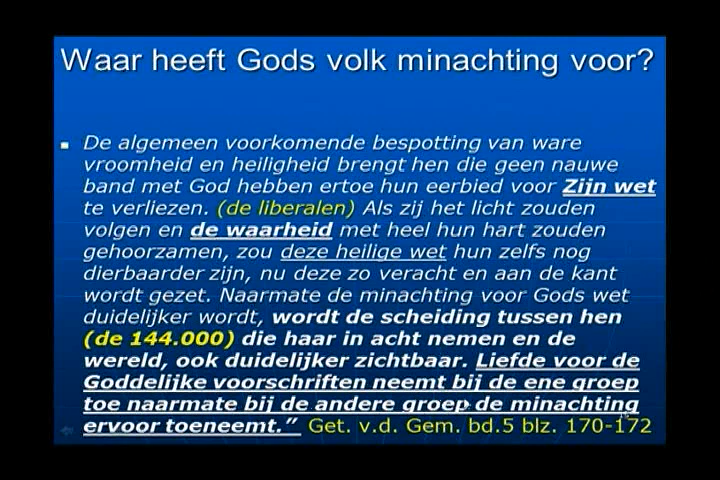 Waar heeft Gods volk minachting voor?
De algemeen voorkomende bespotting van ware
vroomheid en heiligheid brengt hen die geen nauwe
band met God hebben ertoe hun eerbied voor Zijn wet
te verliezen. (de liberalen) Als zij het licht zouden
volgen en de waarheid met heel hun hart zouden
gehoorzamen, zou deze heilige wet hun zelfs nog
dierbaarder zijn, nu deze zo veracht en aan de kant
wordt gezet. Naarmate de minachting voor Gods wet
duidelijker wordt, wordt de scheiding tussen hen
(de 144.000) die haar in acht nemen en de
wereld, ook duidelijker zichtbaar. Liefde voor de
Goddelijke voorschriften neemt bij de ene groep
toe naarmate bij de andere groep de minachting
ervoor toeneemt.” Get. v.d. Gem. bd.5 blz. 170-172